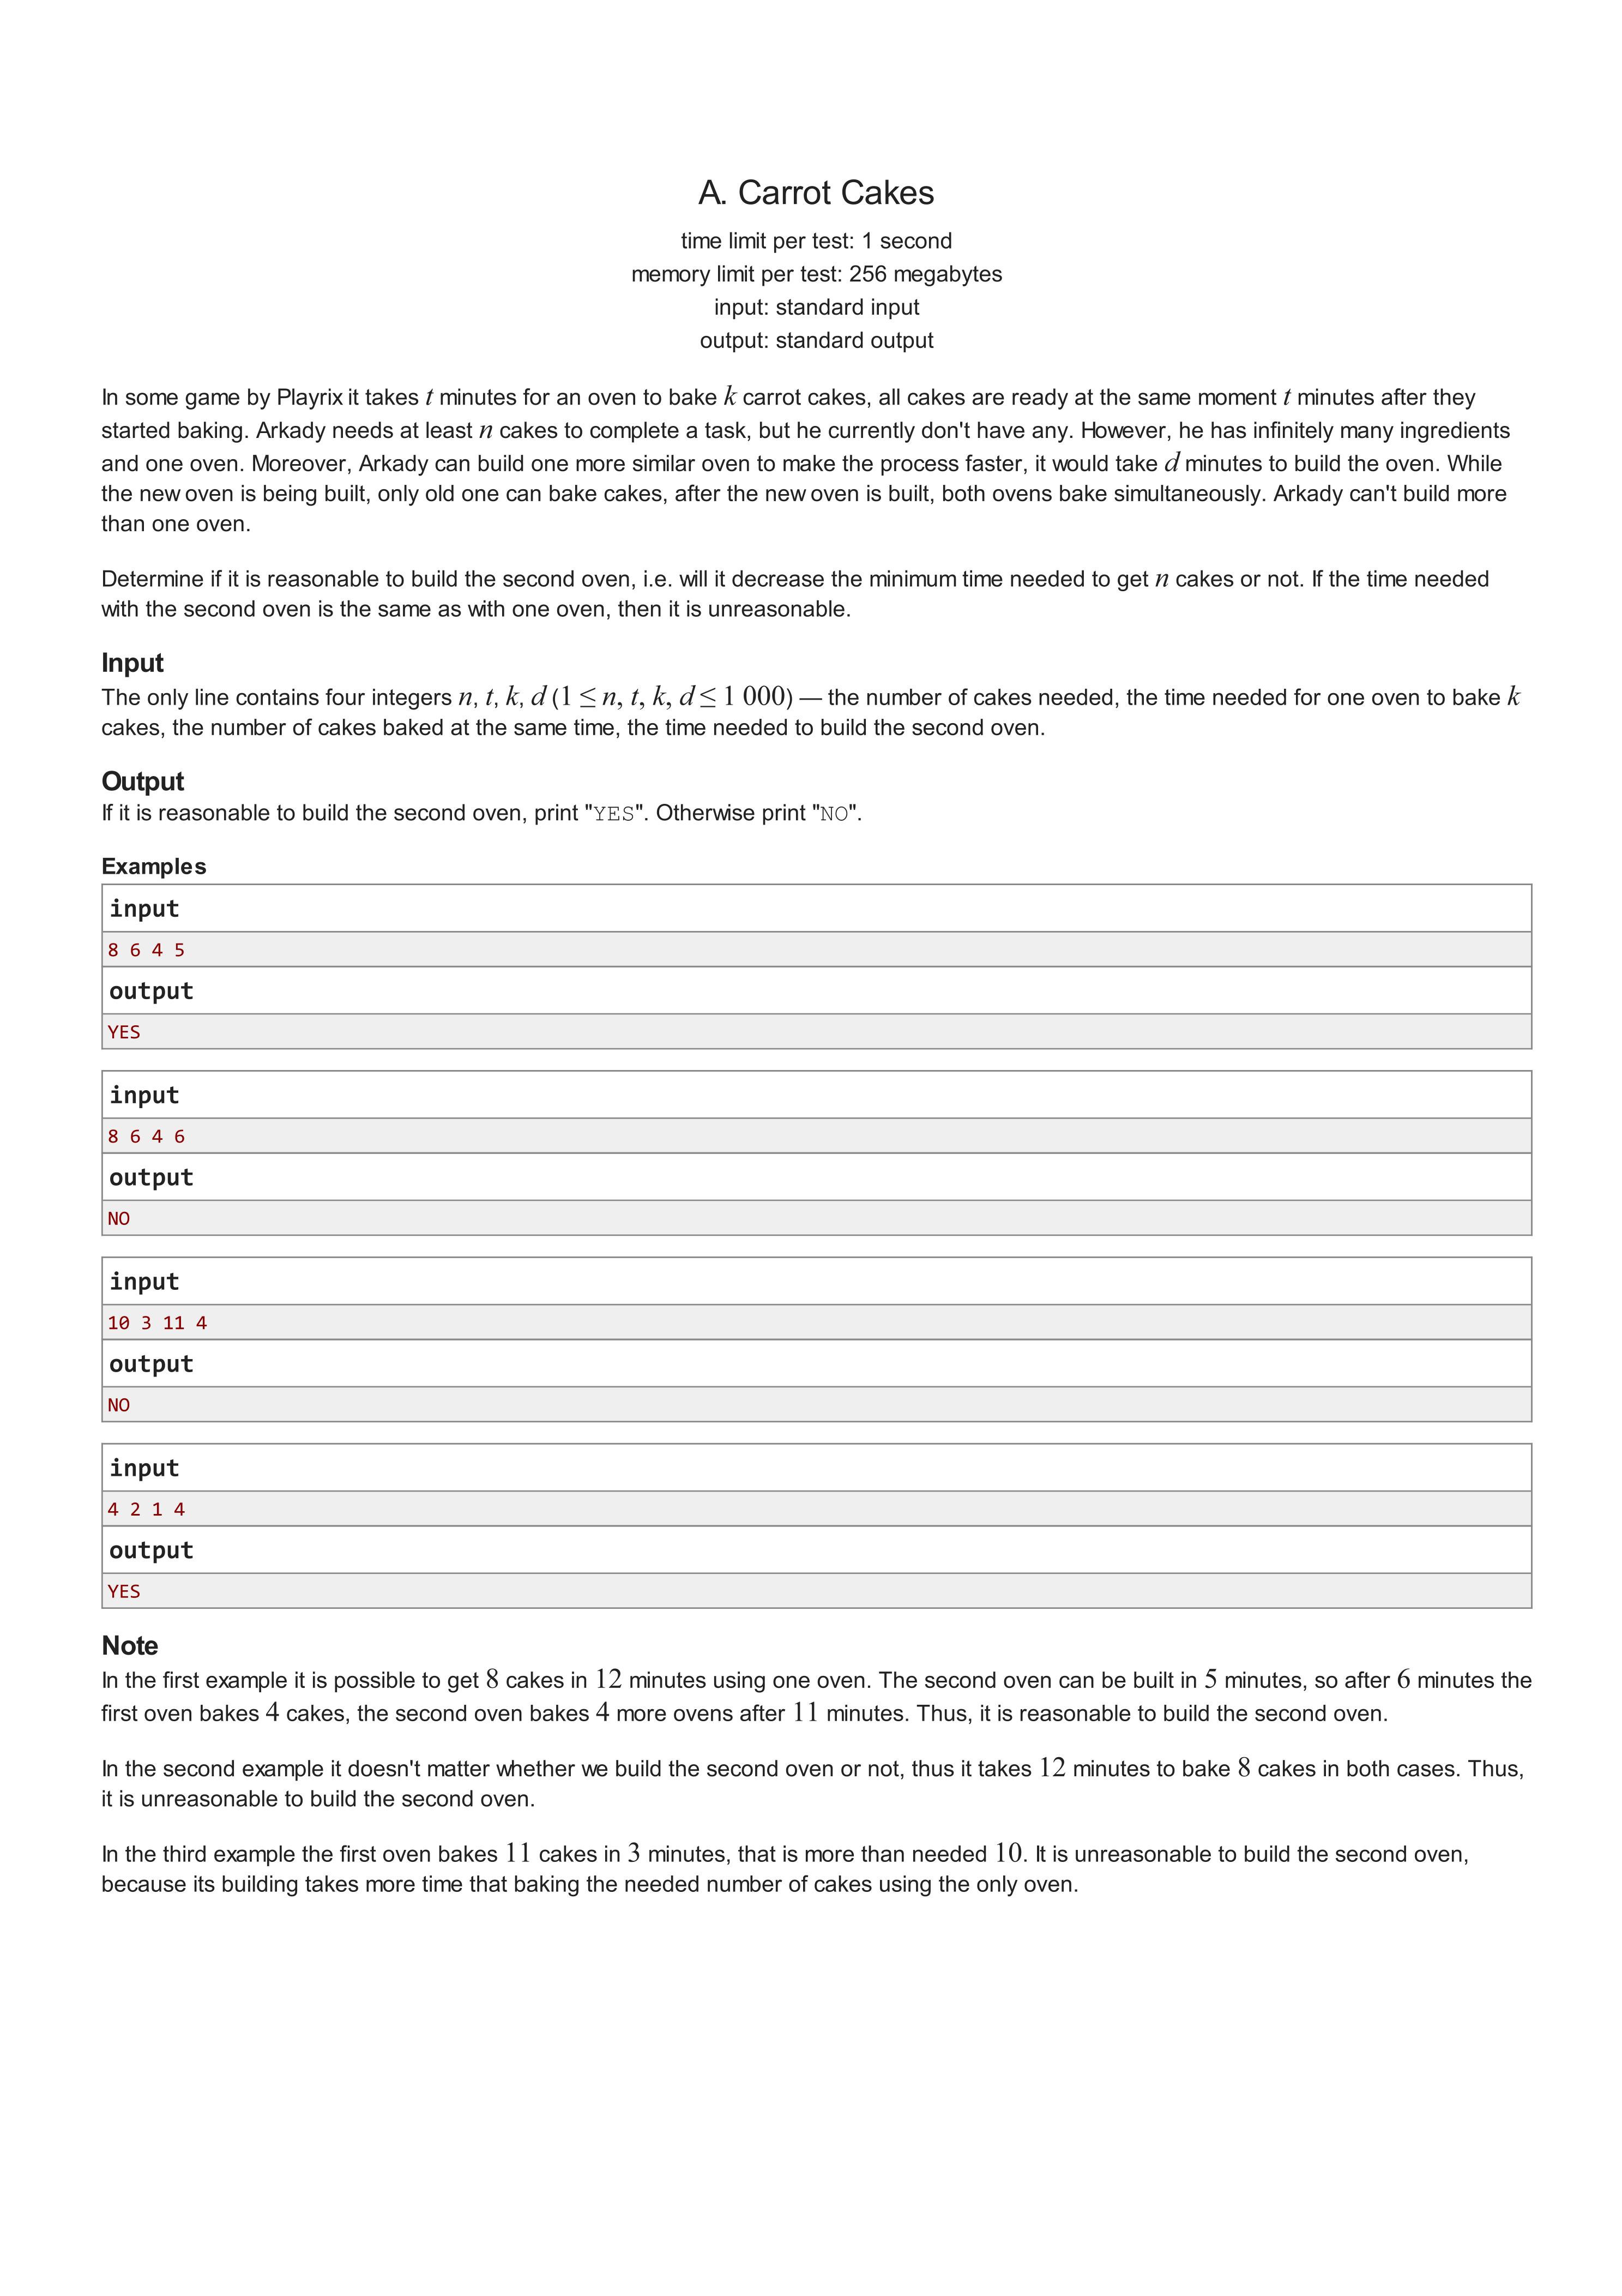 A. Carrot Cakes
time limit per test: 1 second
memory limit per test: 256 megabytes
input: standard input
output: standard output
In some game by Playrix it takes t minutes for an oven to bake k carrot cakes, all cakes are ready at the same moment t minutes after they
started baking. Arkady needs at least n cakes to complete a task, but he currently don't have any. However, he has infinitely many ingredients
and one oven. Moreover, Arkady can build one more similar oven to make the process faster, it would take d minutes to build the oven. While
the new oven is being built, only old one can bake cakes, after the new oven is built, both ovens bake simultaneously. Arkady can't build more
than one oven.
Determine if it is reasonable to build the second oven, i.e. will it decrease the minimum time needed to get n cakes or not. If the time needed
with the second oven is the same as with one oven, then it is unreasonable.
Input
The only line contains four integers n, t, k, d (1 ≤ n, t, k, d ≤ 1 000) — the number of cakes needed, the time needed for one oven to bake k
cakes, the number of cakes baked at the same time, the time needed to build the second oven.
Output
If it is reasonable to build the second oven, print "YES". Otherwise print "NO".
Examples
input
8 6 4 5
output
YES
input
8 6 4 6
output
NO
input
10 3 11 4
output
NO
input
4 2 1 4
output
YES
Note
In the first example it is possible to get 8 cakes in 12 minutes using one oven. The second oven can be built in 5 minutes, so after 6 minutes the
first oven bakes 4 cakes, the second oven bakes 4 more ovens after 11 minutes. Thus, it is reasonable to build the second oven.
In the second example it doesn't matter whether we build the second oven or not, thus it takes 12 minutes to bake 8 cakes in both cases. Thus,
it is unreasonable to build the second oven.
In the third example the first oven bakes 11 cakes in 3 minutes, that is more than needed 10. It is unreasonable to build the second oven,
because its building takes more time that baking the needed number of cakes using the only oven.